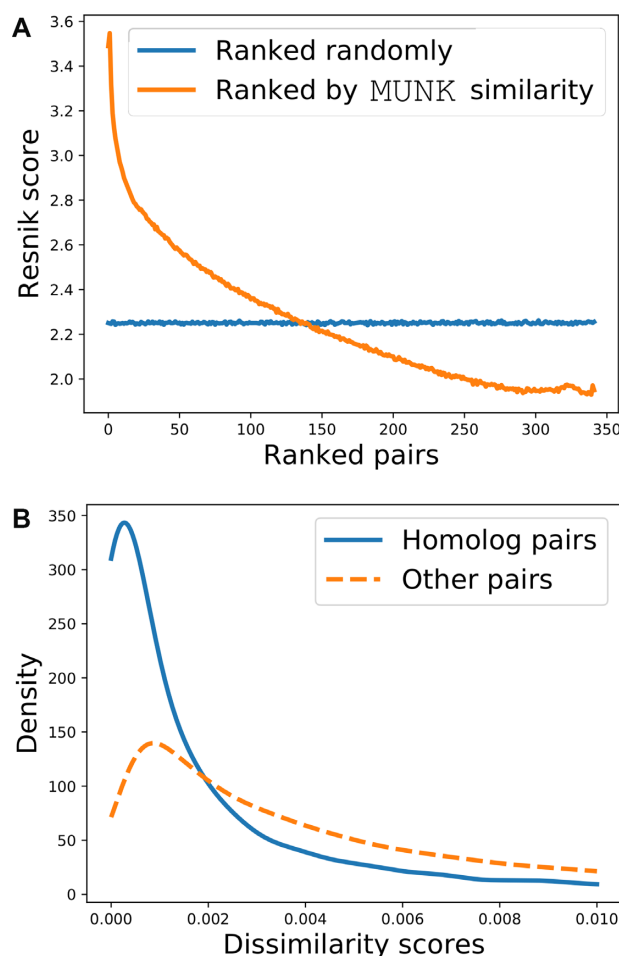 A
Ranked randomly
Ranked by MUNK similarity
Resnik score
3.6
3.4
3.2
3.0
2.8
2.6
2.4
2.2
2.0
0 50 100 150 200 250 300 350
Ranked pairs
B
Homolog pairs
Other pairs
Density
350
300
250
200
150
100
50
0
0.000 0.002 0.004 0.006 0.008 0.010
Dissimilarity scores